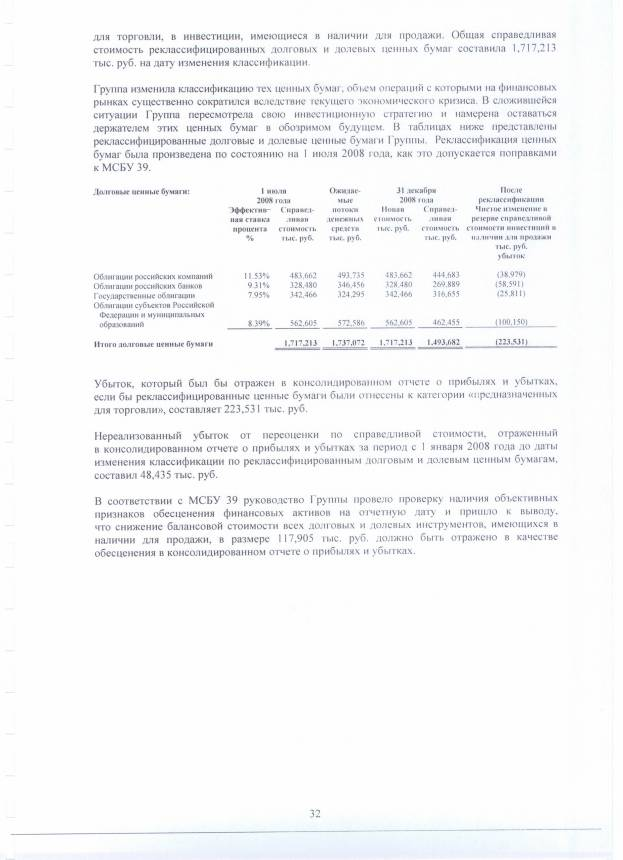 для торговли, в инвестиции, имеющиеся в наличии для продажи. Общая справедливая
стоимость реклассифицированных долговых и долевых ценных бумаг составила 1,717,213
тыс. руб. на дату изменения классификации.
Группа изменила классификацию тех ценных бумаг, объем операций с которыми на финансовых
рынках существенно сократился вследствие текущего экономического кризиса. В сложившейся
ситуации Группа пересмотрела свою инвестиционную стратегию и намерена оставаться
держателем этих ценных бумаг в обозримом будущем. В таблицах ниже представлены
реклассифицированные долговые и долевые ценные бумаги Группы. Реклассификация ценных
бумаг была произведена по состоянию на 1 июля 2008 года, как это допускается поправками
к МСБУ 39.
Долговые ценные бумаги: 1 июля Ожидае- 31 декабря После
2008 года мые 2008 года реклассификации
Эффектив- Справед- потоки Новая Справед- Чистое изменение в
ная ставка ливая денежных стоимость ливая резерве справедливой
процента стоимость средств тыс. руб. стоимость стоимости инвестиций в
% тыс. руб. тыс. руб. тыс. руб. наличии для продажи
тыс. руб.
убыток
Облигации российских компаний 11.53% 483,662 493,735 483,662 444,683 (38,979)
Облигации российских банков 9.31% 328,480 346,456 328,480 269,889 (58,591)
Государственные облигации 7.95% 342,466 324,295 342,466 316,655 (25,811)
Облигации субъектов Российской
Федерации и муниципальных
образований 8.39% 562,605 572,586 562,605 462,455 (100,150)
Итого долговые ценные бумаги 1,717,213 1,737,072 1,717,213 1,493,682 (223,531)
Убыток, который был бы отражен в консолидированном отчете о прибылях и убытках,
если бы реклассифицированные ценные бумаги были отнесены к категории «предназначенных
для торговли», составляет 223,531 тыс. руб.
Нереализованный убыток от переоценки по справедливой стоимости, отраженный
в консолидированном отчете о прибылях и убытках за период с 1 января 2008 года до даты
изменения классификации по реклассифицированным долговым и долевым ценным бумагам,
составил 48,435 тыс. руб.
В соответствии с МСБУ 39 руководство Группы провело проверку наличия объективных
признаков обесценения финансовых активов на отчетную дату и пришло к выводу,
что снижение балансовой стоимости всех долговых и долевых инструментов, имеющихся в
наличии для продажи, в размере 117,905 тыс. руб. должно быть отражено в качестве
обесценения в консолидированном отчете о прибылях и убытках.
32